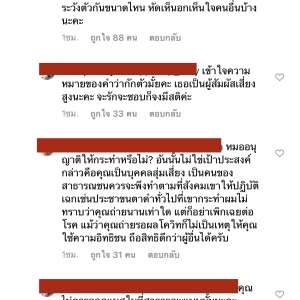 ระวังตัวกันขนาดไหน หัดเห็นอกเห็นใจคนอื่นบ้าง
นะคะ
1ชม. ถูกใจ 88 คน ตอบกลับ
y เข้าใจความ
หมายของคำว่ากักตัวมั้ยคะ เธอเป็นผู้สัมผัสเสี่ยง
สูงนะคะ จะรักจะชอบก็จงมีสติค่ะ
1ชม. ถูกใจ 33 คน ตอบกลับ
หมออนุ
ญาติให้กระทำหรือไม่? อันนั้นไม่ใช่เป้าประสงค์
กล่าวคือคุณเป็นบุคคลสุ่มเสี่ยง เป็นคนของ
สาธารณชนควรจะพึงทำตามที่สังคมเขาให้ปฏิบัติ
เฉกเช่นประชาชนตาดำทั่วไปที่เขากระทำผมไม่
ทราบว่าคุณถ่ายนานเท่าใด แต่ก็อย่าเพิกเฉยต่อ
โรค แม้ว่าคุณถ่ายรอผลโควิทก็ไม่เป็นเหตุให้คุณ
ใช้ความอิทธิชน ถือสิทธิดีกว่าผู้อื่นได้ครับ
1ชม. ถูกใจ 31 คน ตอบกลับ
คุณ